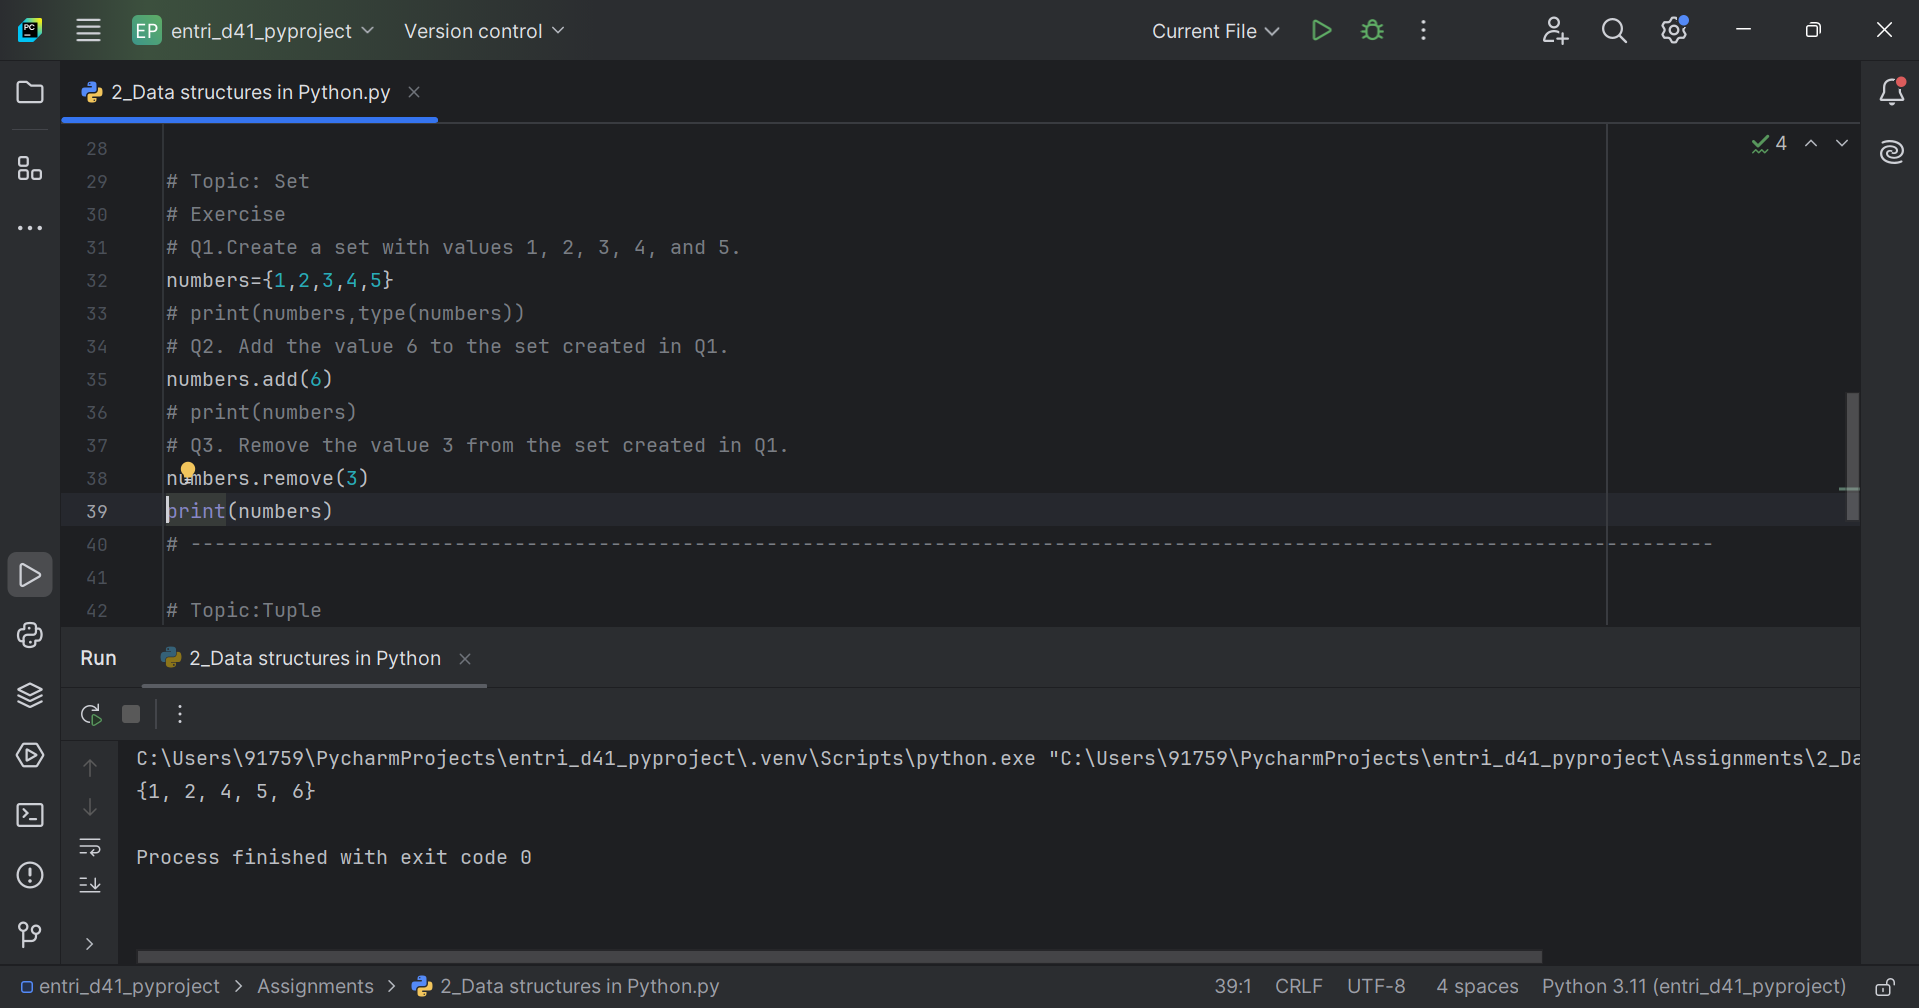 PC
EP entri_d41_pyproject Version control Current File
2_Data structures in Python.py
4
28
29 # Topic: Set
30 # Exercise
31 # Q1.Create a set with values 1, 2, 3, 4, and 5.
32 numbers={1,2,3,4,5}
33 # print(numbers,type(numbers))
34 # Q2. Add the value 6 to the set created in Q1.
35 numbers.add(6)
36 # print(numbers)
37 # Q3. Remove the value 3 from the set created in Q1.
38 numbers.remove(3)
39 print(numbers)
40 # -------------------------------------------------------------------------------------------------------------------------------
41
42 # Topic:Tuple
Run 2_Data structures in Python
C:\Users\91759\PycharmProjects\entri_d41_pyproject\.venv\Scripts\python.exe "C:\Users\91759\PycharmProjects\entri_d41_pyproject\Assignments\2_Da
{1, 2, 4, 5, 6}
Process finished with exit code 0
entri_d41_pyproject > Assignments > 2_Data structures in Python.py 39:1 CRLF UTF-8 4 spaces Python 3.11 (entri_d41_pyproject)